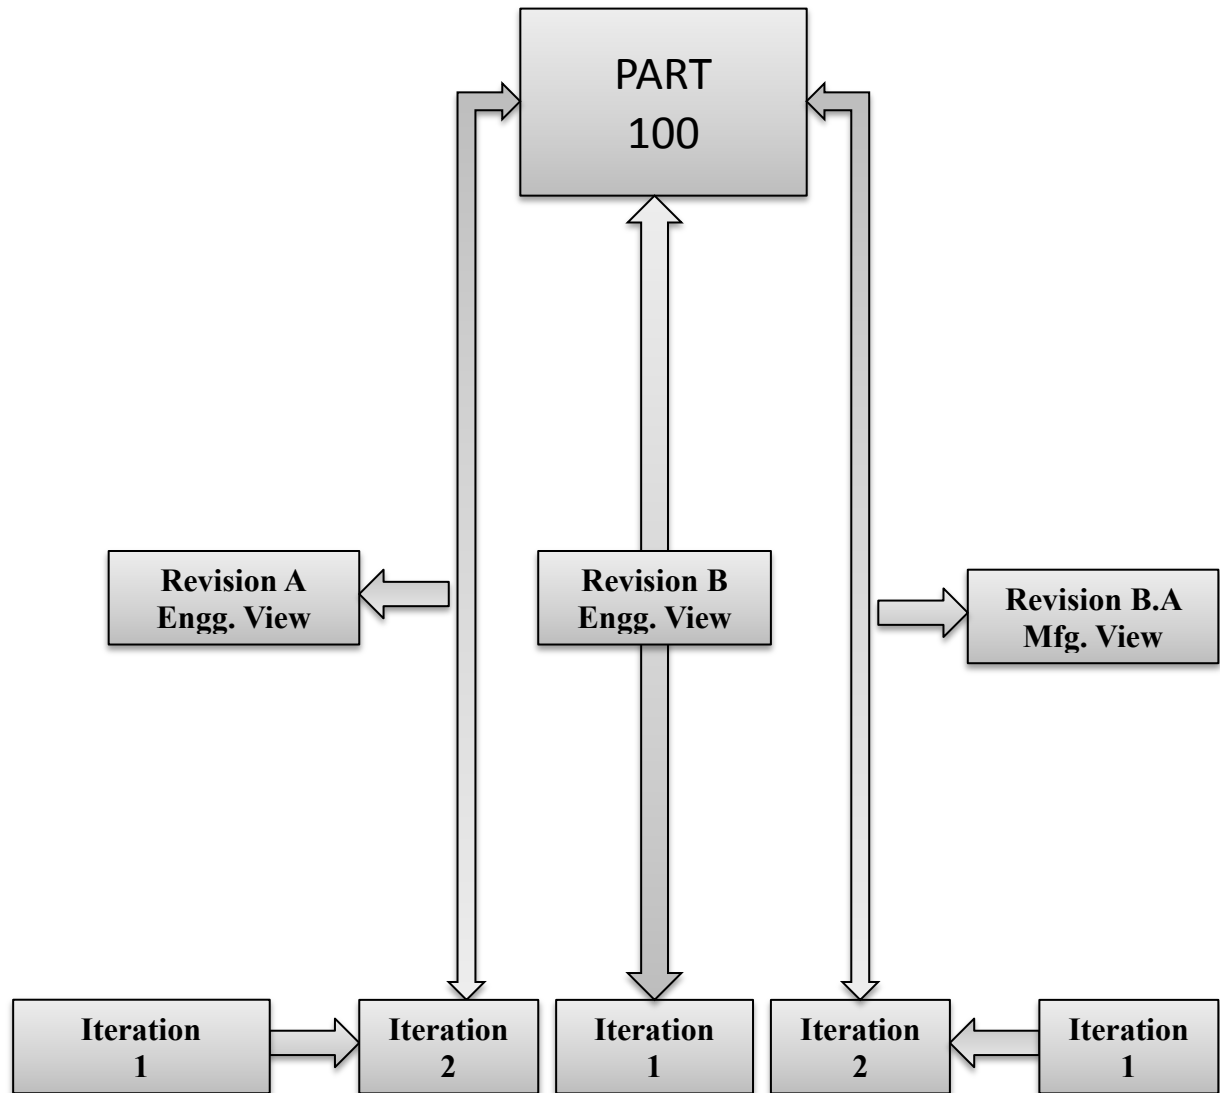 PART
100
Revision A
Engg. View
Revision B
Engg. View
Revision B.A
Mfg. View
Iteration
1
Iteration
2
Iteration
1
Iteration
2
Iteration
1